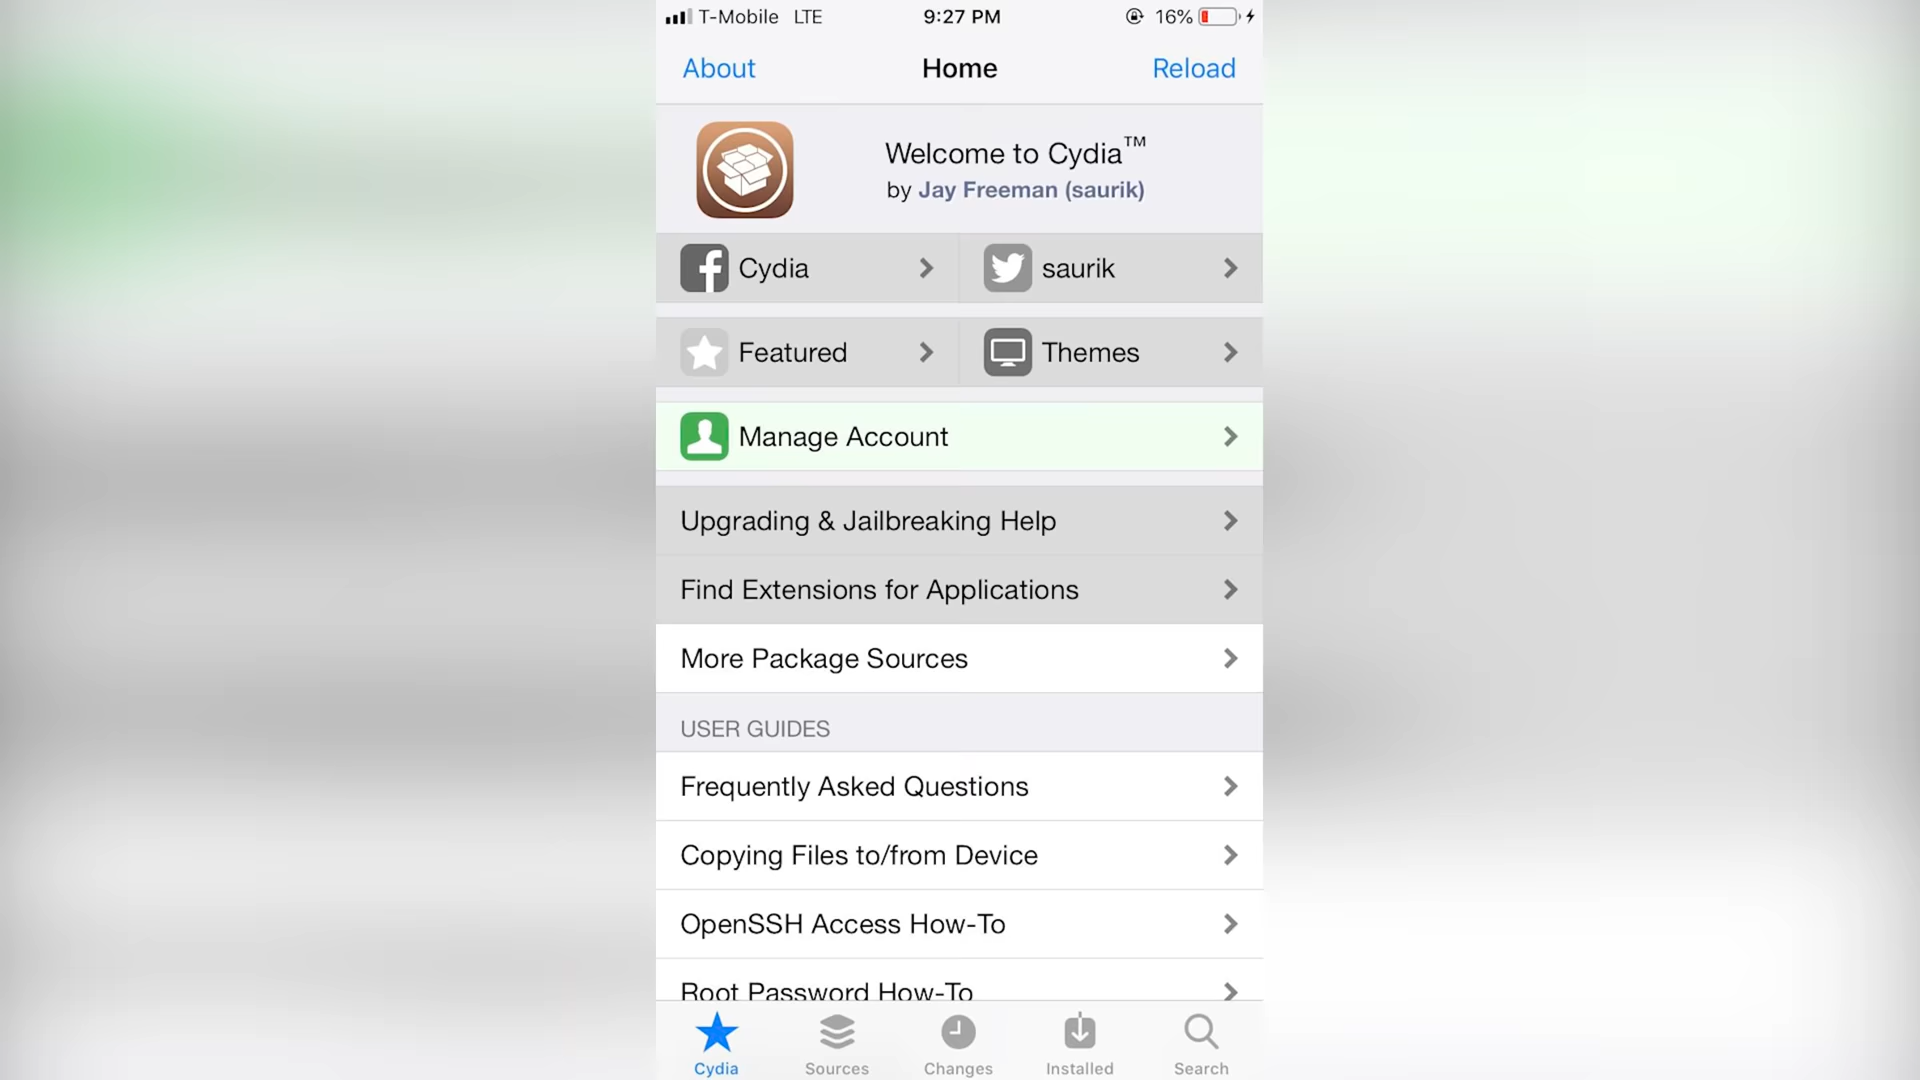 T-Mobile LTE 9:27 PM 16%
About Home Reload
Welcome to Cydia™
by Jay Freeman (saurik)
Cydia saurik
Featured Themes
Manage Account
Upgrading & Jailbreaking Help
Find Extensions for Applications
More Package Sources
USER GUIDES
Frequently Asked Questions
Copying Files to/from Device
OpenSSH Access How-To
Root Password How-To
Cydia Sources Changes Installed Search